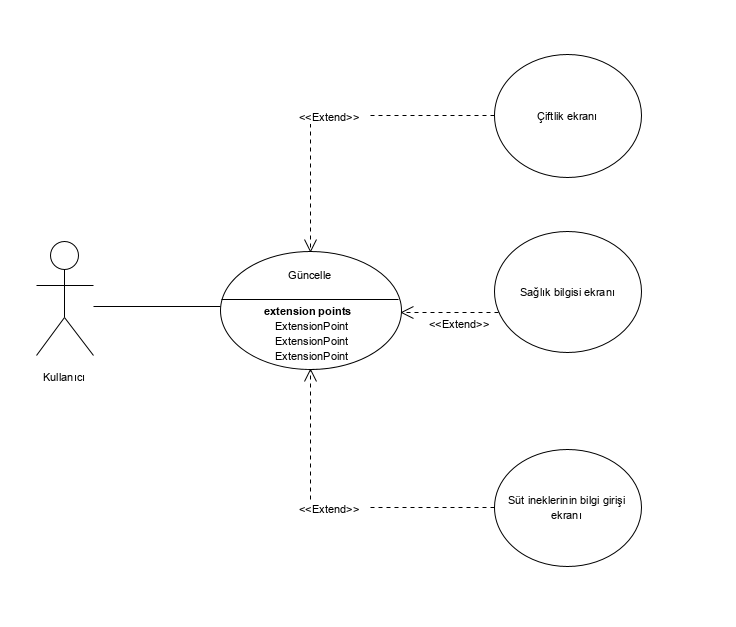 Çiftlik ekranı
<<Extend>>
Güncelle
extension points
ExtensionPoint
ExtensionPoint
ExtensionPoint
Sağlık bilgisi ekranı
<<Extend>>
Kullanıcı
Süt ineklerinin bilgi girişi
ekranı
<<Extend>>